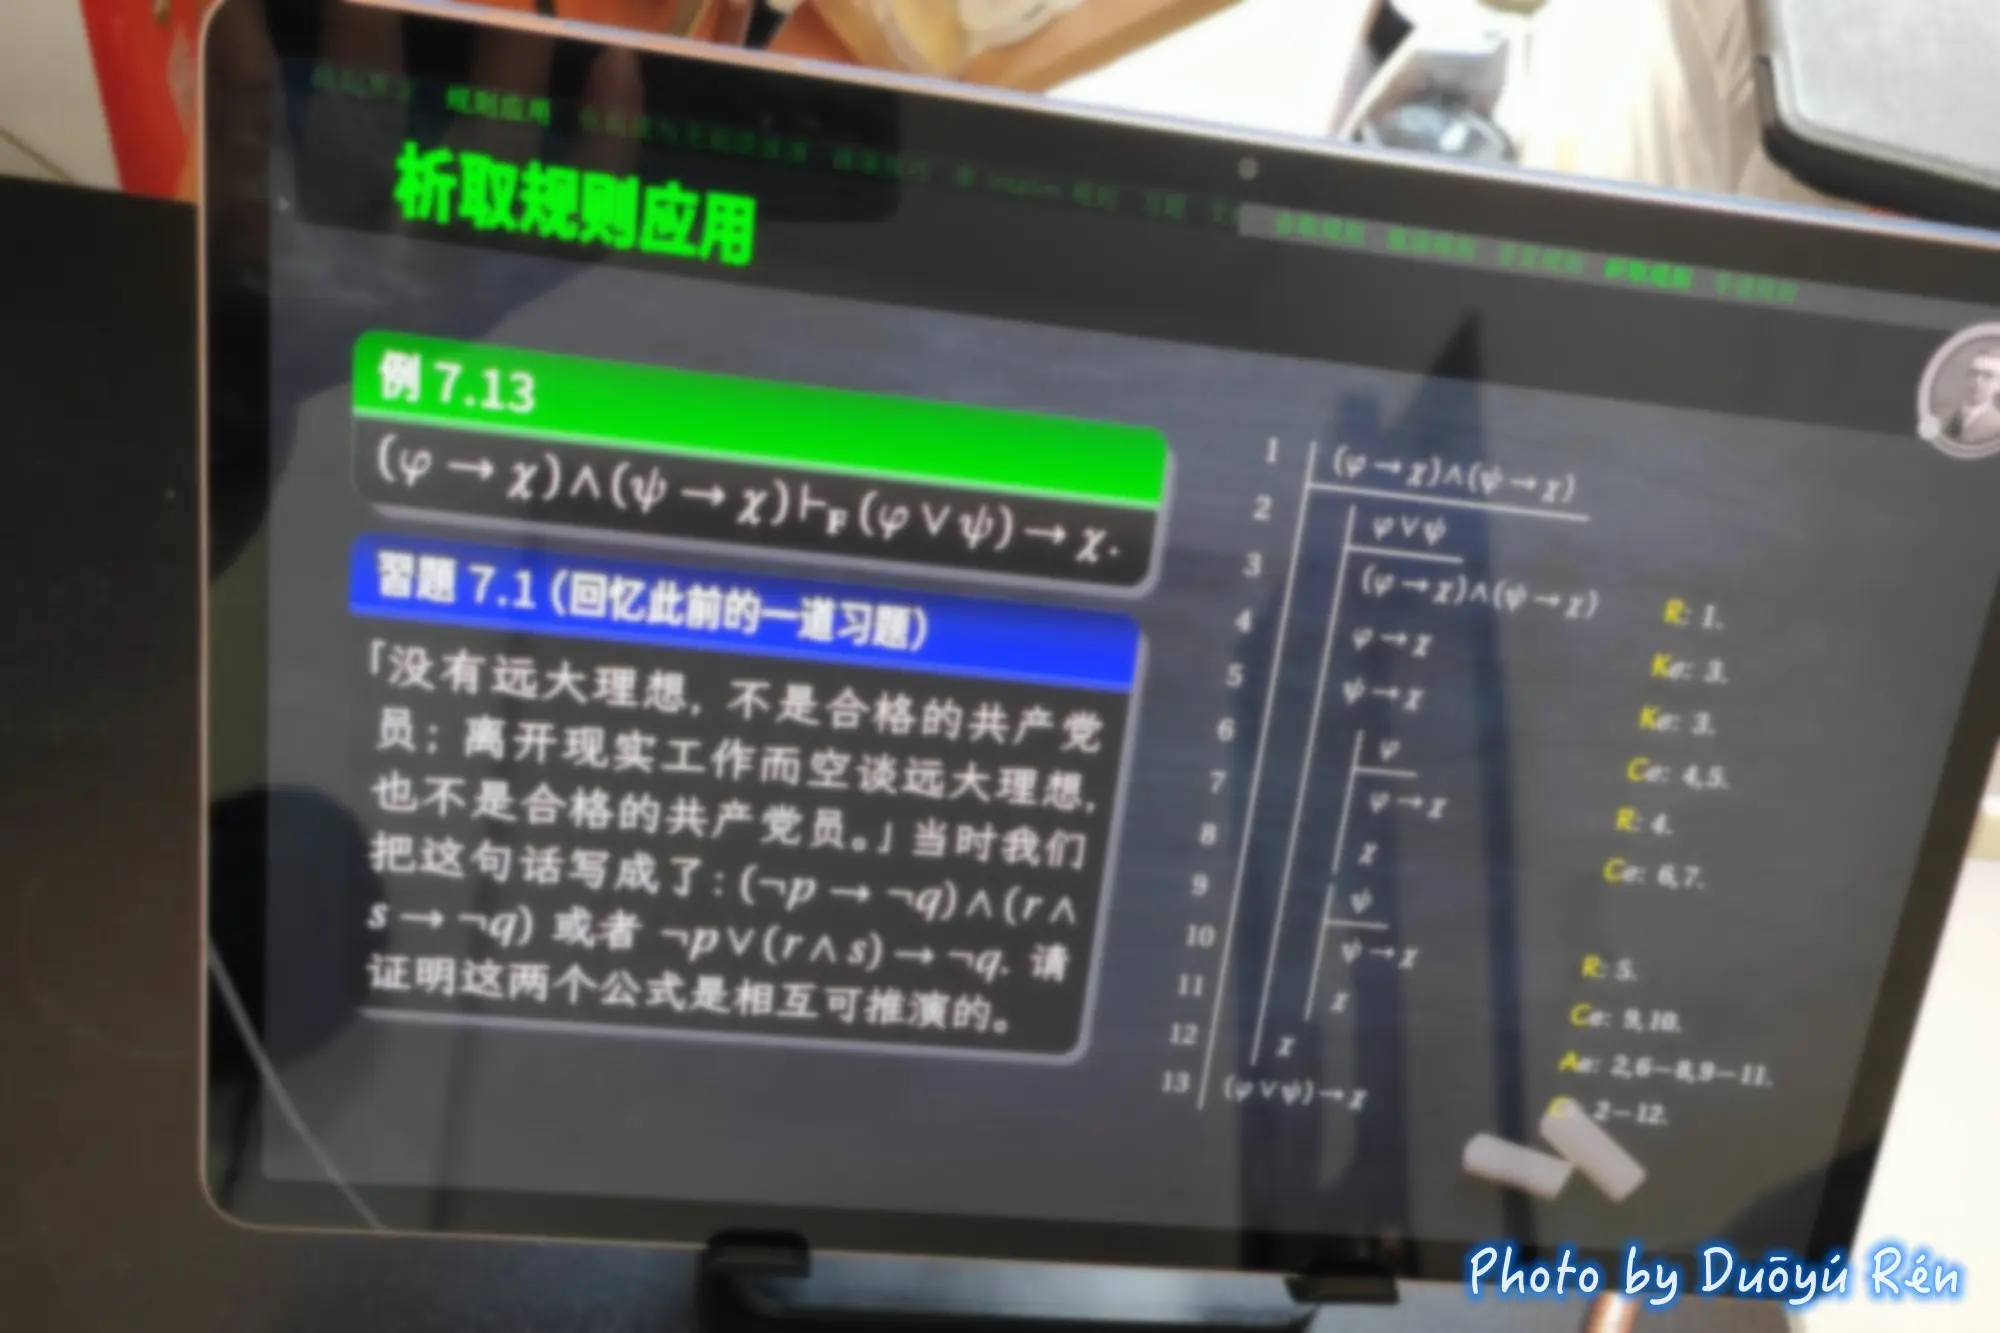 规则应用
析取规则应用
例 7.13
(φ → χ)∧(ψ → χ)⊢F (φ∨ψ)→ χ.
習題 7.1（回忆此前的一道习题）
「没有远大理想，不是合格的共产党
员；离开现实工作而空谈远大理想，
也不是合格的共产党员。」当时我们
把这句话写成了：(¬p → ¬q)∧(r∧
s → ¬q) 或者 ¬p∨(r∧s)→ ¬q. 请
证明这两个公式是相互可推演的。
1 (φ→χ)∧(ψ→χ)
2 φ∨ψ
3 (φ→χ)∧(ψ→χ) R: 1.
4 φ→χ Ke: 3.
5 ψ→χ Ke: 3.
6 φ Ce: 4,5.
7 φ→χ R: 4.
8 χ Ce: 6,7.
9 ψ
10 ψ→χ R: 5.
11 χ Ce: 9,10.
12 χ Ae: 2,6—8,9—11.
13 (φ∨ψ)→χ 2—12.
Photo by Duōyú Rén